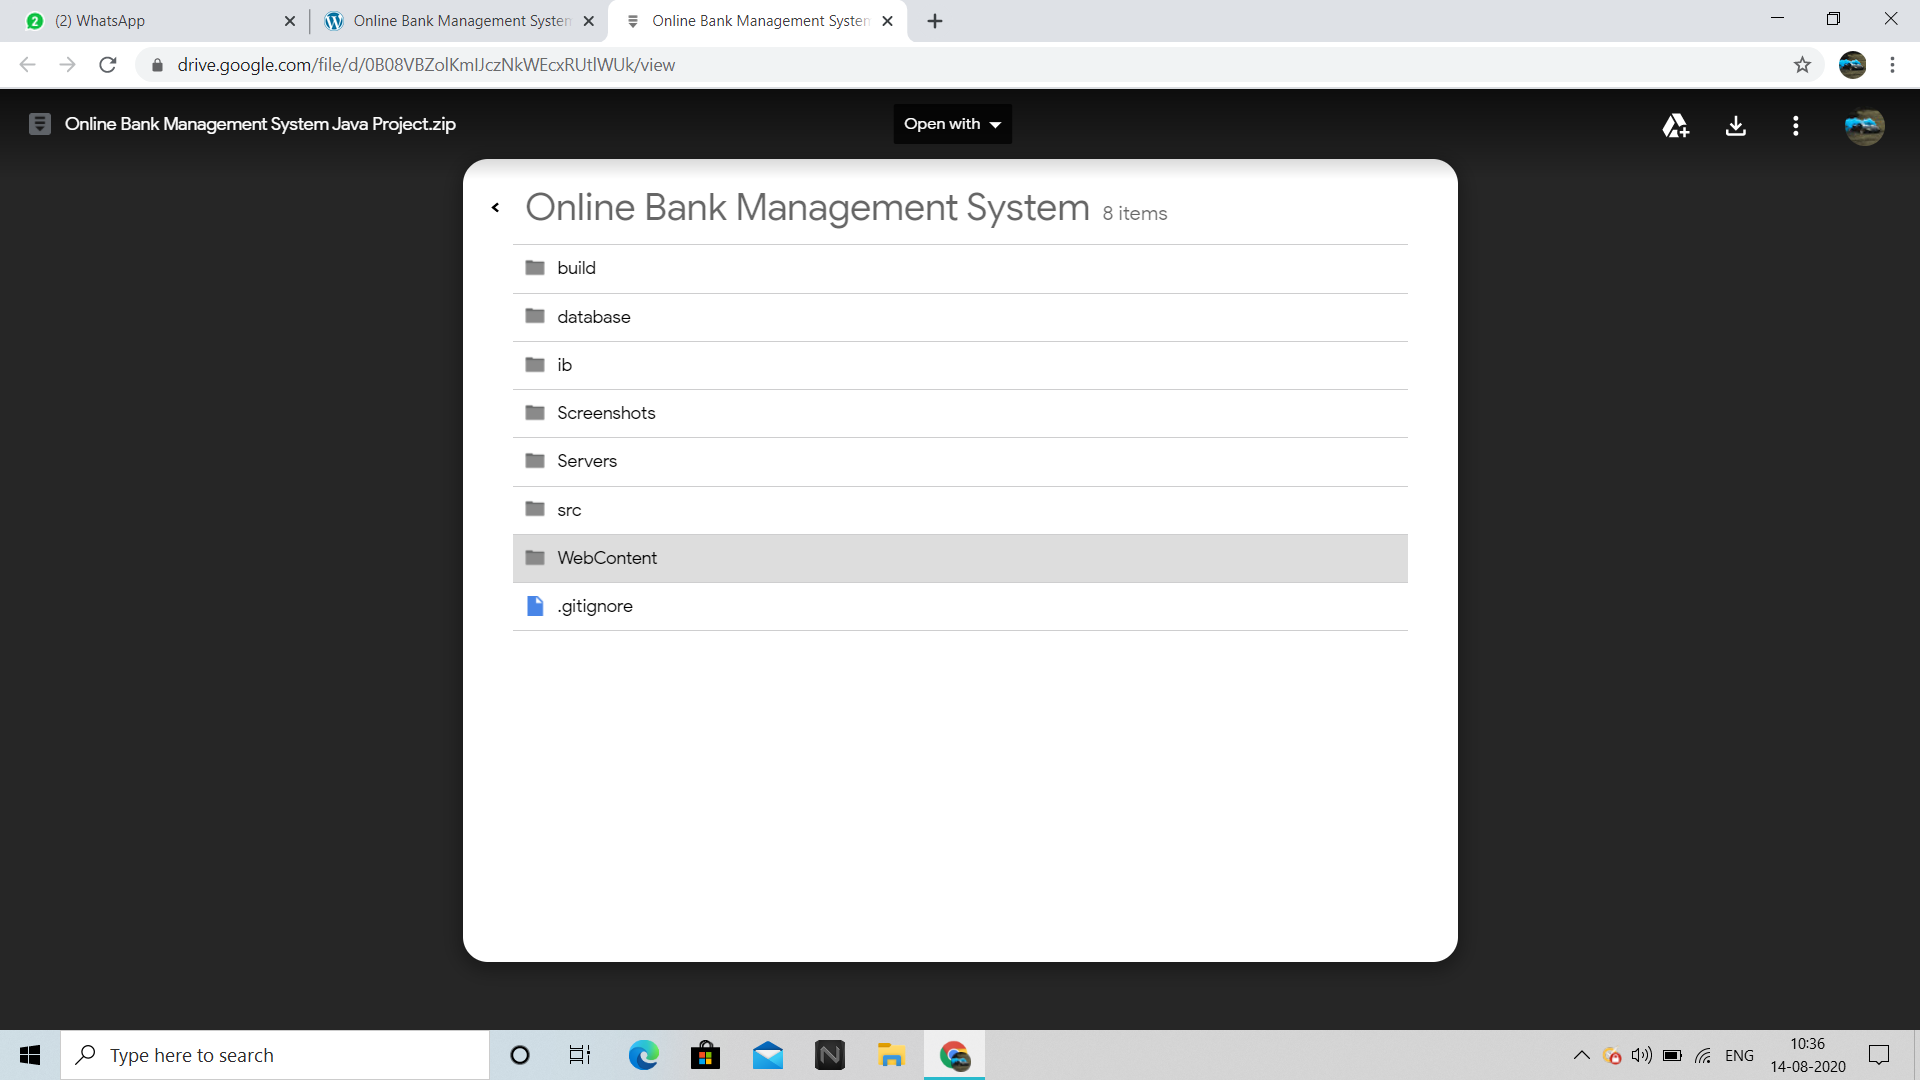 (2) WhatsApp
Online Bank Management System
Online Bank Management System
drive.google.com/file/d/0B08VBZolKmIJczNkWEcxRUtlWUk/view
Online Bank Management System Java Project.zip
Open with
Online Bank Management System 8 items
build
database
ib
Screenshots
Servers
src
WebContent
.gitignore
Type here to search
ENG
10:36
14-08-2020